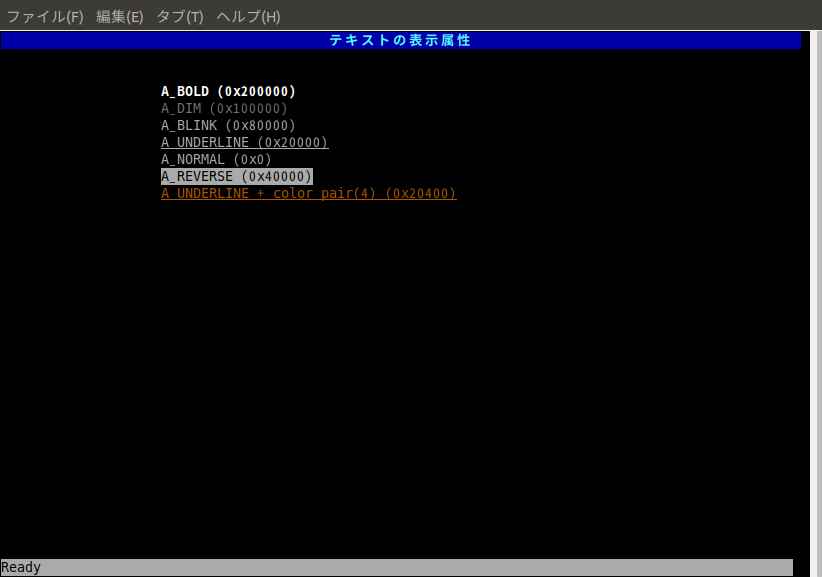 ファイル(F) 編集(E) タブ(T) ヘルプ(H)
テキストの表示属性
A_BOLD (0x200000)
A_DIM (0x100000)
A_BLINK (0x80000)
A_UNDERLINE (0x20000)
A_NORMAL (0x0)
A_REVERSE (0x40000)
A_UNDERLINE + color pair(4) (0x20400)
Ready